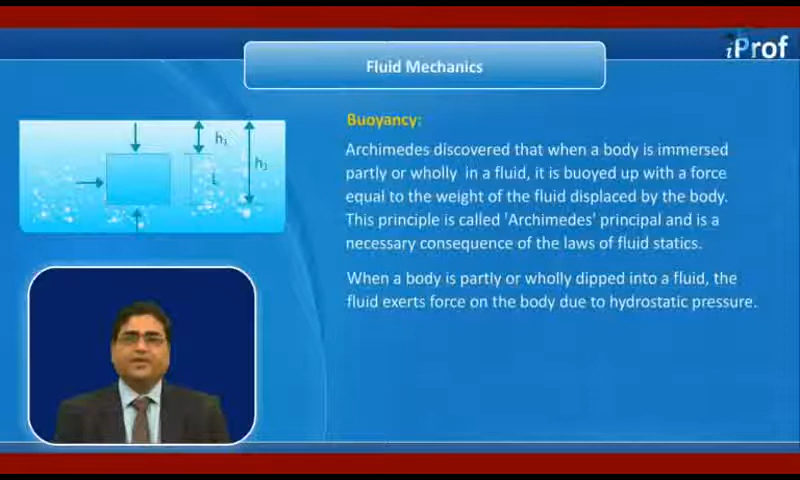 iProf
Fluid Mechanics
Buoyancy:
Archimedes discovered that when a body is immersed
partly or wholly in a fluid, it is buoyed up with a force
equal to the weight of the fluid displaced by the body.
This principle is called 'Archimedes' principal and is a
necessary consequence of the laws of fluid statics.
When a body is partly or wholly dipped into a fluid, the
fluid exerts force on the body due to hydrostatic pressure.
h₁
L